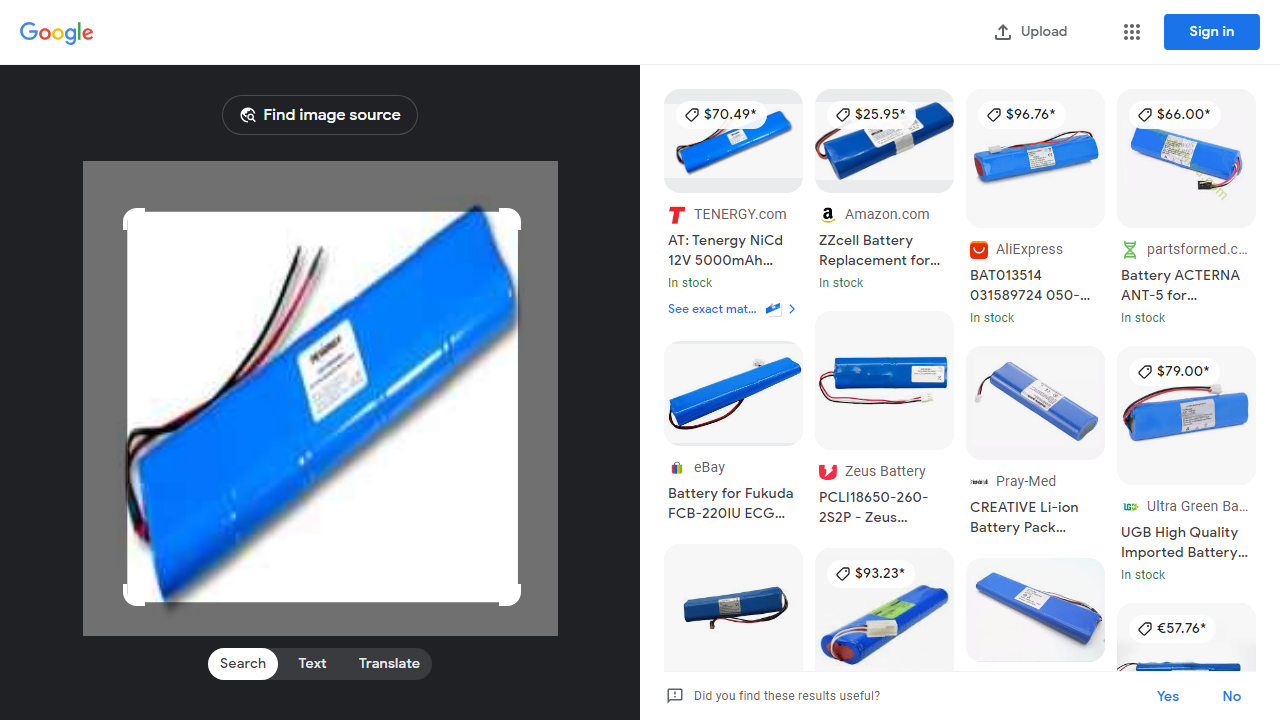 Google
Upload
Sign in
Find image source
Search
Text
Translate
$70.49*
TENERGY.com
AT: Tenergy NiCd
12V 5000mAh...
In stock
See exact mat...
eBay
Battery for Fukuda
FCB-220IU ECG...
$25.95*
Amazon.com
ZZcell Battery
Replacement for...
In stock
Zeus Battery
PCLI18650-260-
2S2P - Zeus...
$93.23*
$96.76*
AliExpress
BAT013514
031589724 050-...
In stock
Pray-Med
CREATIVE Li-ion
Battery Pack...
$66.00*
partsformed.c...
Battery ACTERNA
ANT-5 for...
In stock
$79.00*
Ultra Green Ba...
UGB High Quality
Imported Battery...
In stock
€57.76*
Did you find these results useful?
Yes
No